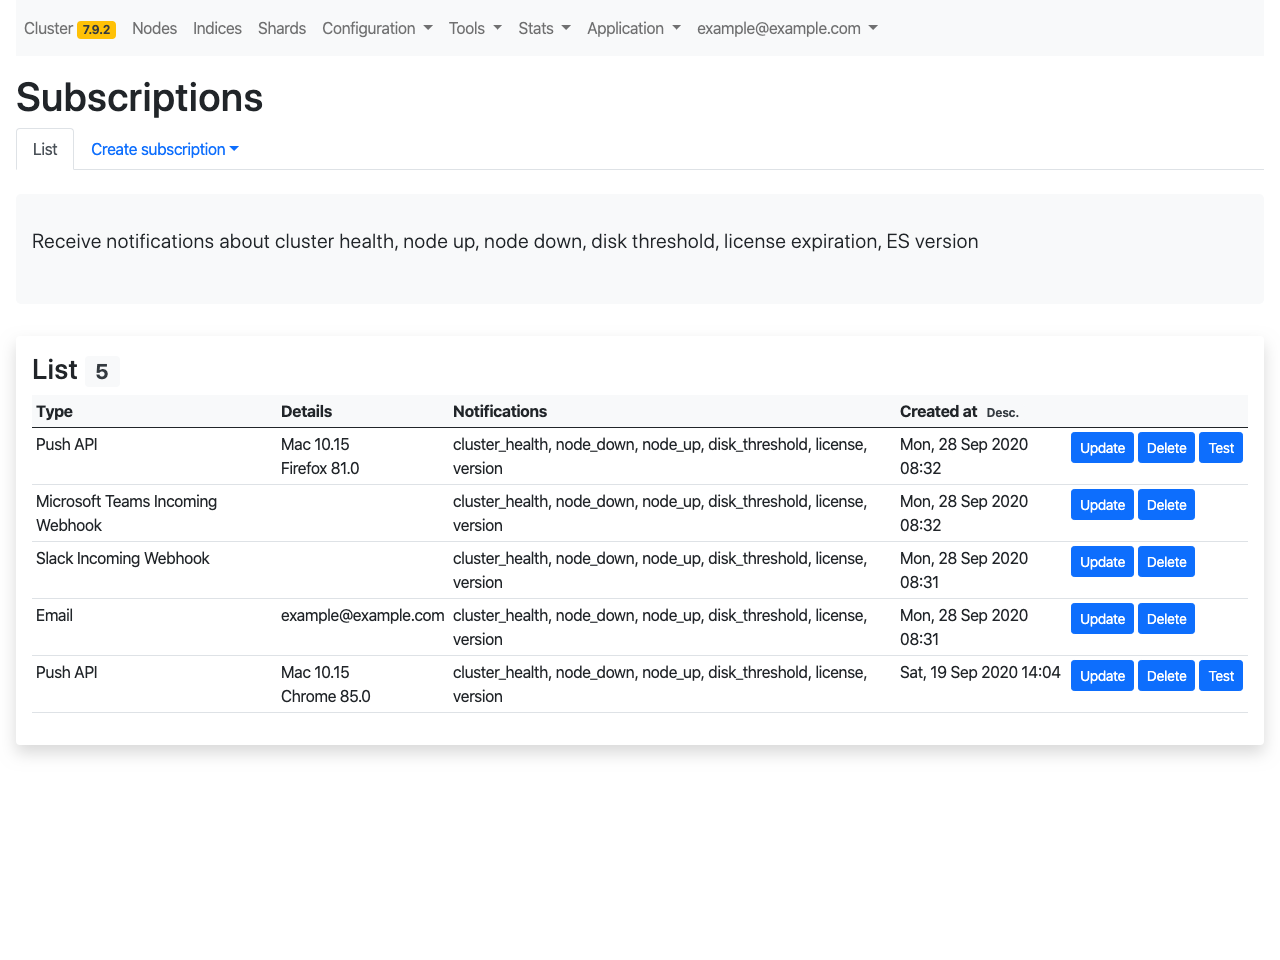 Cluster 7.9.2 Nodes Indices Shards Configuration Tools Stats Application example@example.com
Subscriptions
List Create subscription
Receive notifications about cluster health, node up, node down, disk threshold, license expiration, ES version
List 5
Type Details Notifications Created at Desc.
Push API Mac 10.15 cluster_health, node_down, node_up, disk_threshold, license, Mon, 28 Sep 2020 Update Delete Test
Firefox 81.0 version 08:32
Microsoft Teams Incoming cluster_health, node_down, node_up, disk_threshold, license, Mon, 28 Sep 2020 Update Delete
Webhook version 08:32
Slack Incoming Webhook cluster_health, node_down, node_up, disk_threshold, license, Mon, 28 Sep 2020 Update Delete
version 08:31
Email example@example.com cluster_health, node_down, node_up, disk_threshold, license, Mon, 28 Sep 2020 Update Delete
version 08:31
Push API Mac 10.15 cluster_health, node_down, node_up, disk_threshold, license, Sat, 19 Sep 2020 14:04 Update Delete Test
Chrome 85.0 version